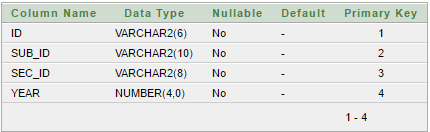 Column Name Data Type Nullable Default Primary Key
ID VARCHAR2(6) No - 1
SUB_ID VARCHAR2(10) No - 2
SEC_ID VARCHAR2(8) No - 3
YEAR NUMBER(4,0) No - 4
1 - 4